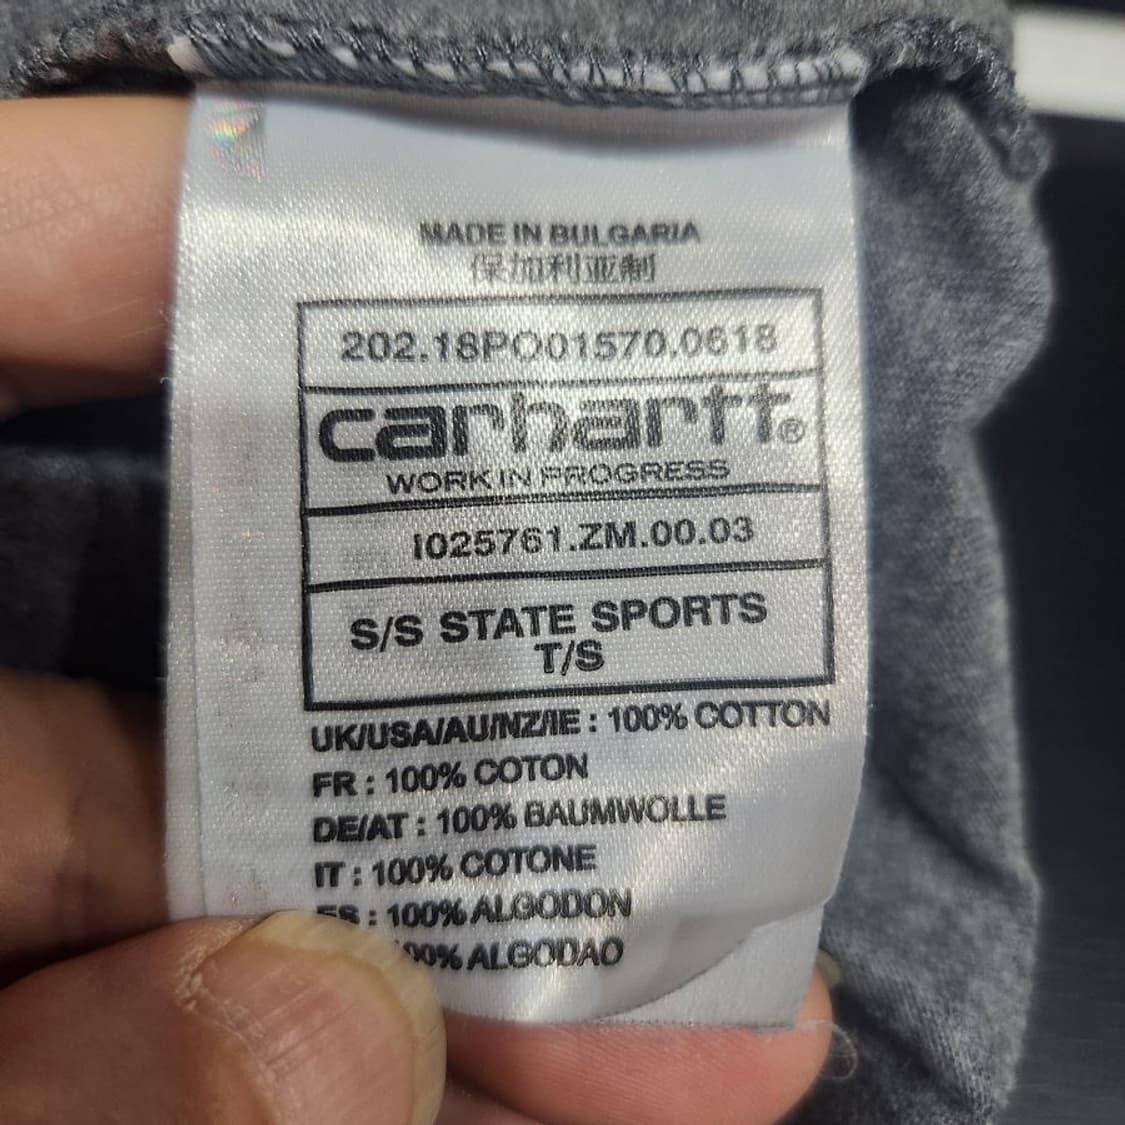 MADE IN BULGARIA
保加利亚制
202.18PO01570.0618
carhartt®
WORK IN PROGRESS
I025761.ZM.00.03
S/S STATE SPORTS
T/S
UK/USA/AU/NZ/IE : 100% COTTON
FR : 100% COTON
DE/AT : 100% BAUMWOLLE
IT : 100% COTONE
ES : 100% ALGODON
00% ALGODAO